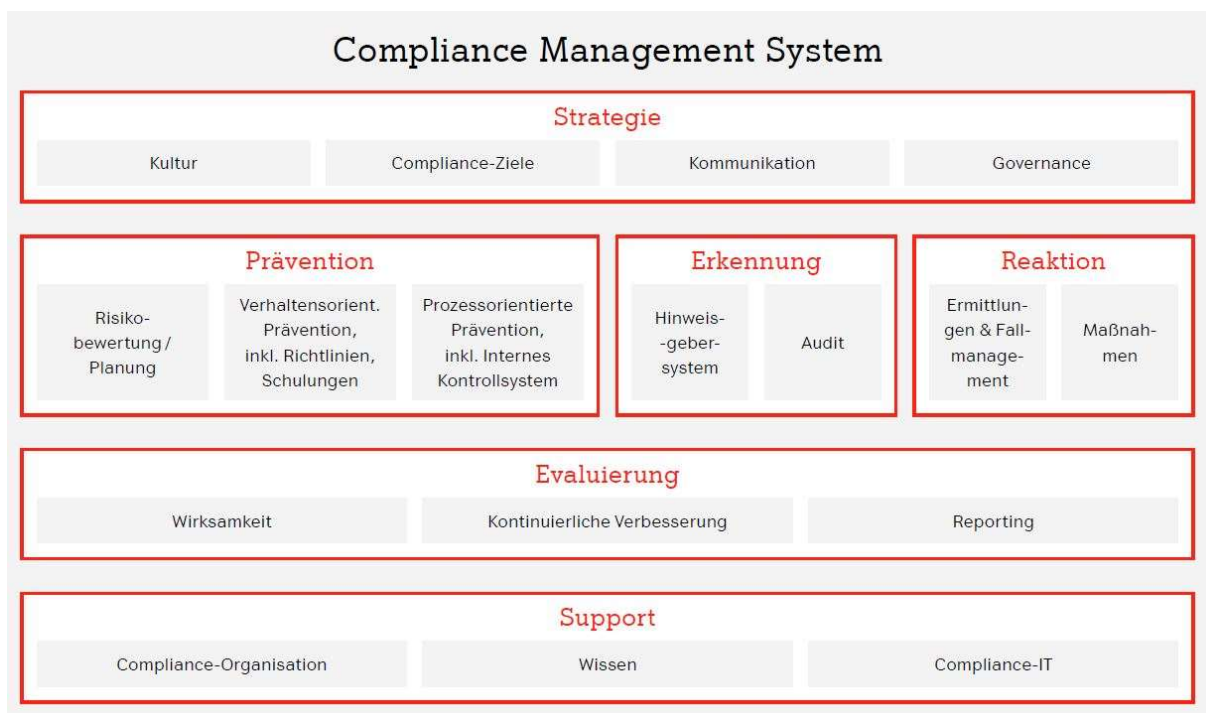 Compliance Management System
Strategie
Kultur
Compliance-Ziele
Kommunikation
Governance
Prävention
Risiko-
bewertung /
Planung
Verhaltensorient.
Prävention,
inkl. Richtlinien,
Schulungen
Prozessorientierte
Prävention,
inkl. Internes
Kontrollsystem
Erkennung
Hinweis-
-geber-
system
Audit
Reaktion
Ermittlun-
gen & Fall-
manage-
ment
Maßnah-
men
Evaluierung
Wirksamkeit
Kontinuierliche Verbesserung
Reporting
Support
Compliance-Organisation
Wissen
Compliance-IT